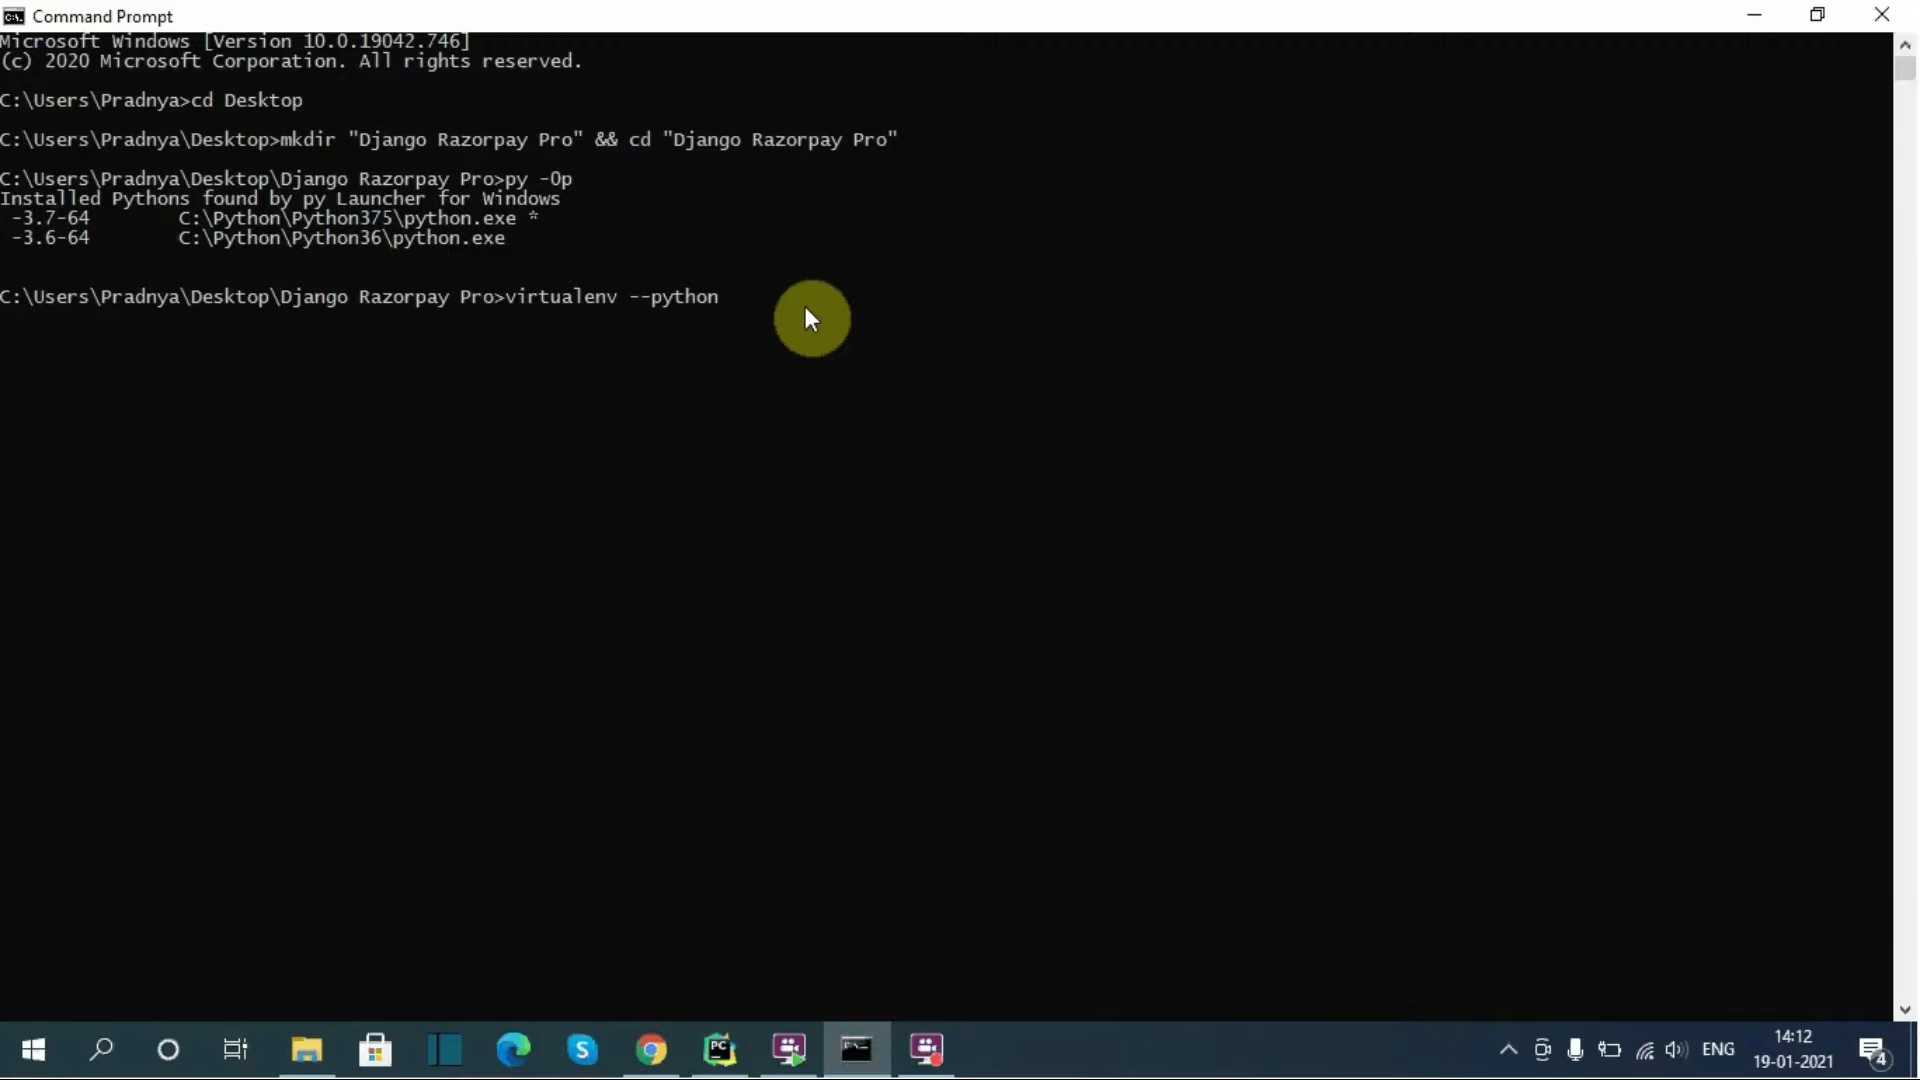 Command Prompt
Microsoft Windows [Version 10.0.19042.746]
(c) 2020 Microsoft Corporation. All rights reserved.
C:\Users\Pradnya>cd Desktop
C:\Users\Pradnya\Desktop>mkdir "Django Razorpay Pro" && cd "Django Razorpay Pro"
C:\Users\Pradnya\Desktop\Django Razorpay Pro>py -0p
Installed Pythons found by py Launcher for Windows
-3.7-64 C:\Python\Python375\python.exe *
-3.6-64 C:\Python\Python36\python.exe
C:\Users\Pradnya\Desktop\Django Razorpay Pro>virtualenv --python
PC
S
ENG
14:12
19-01-2021
4